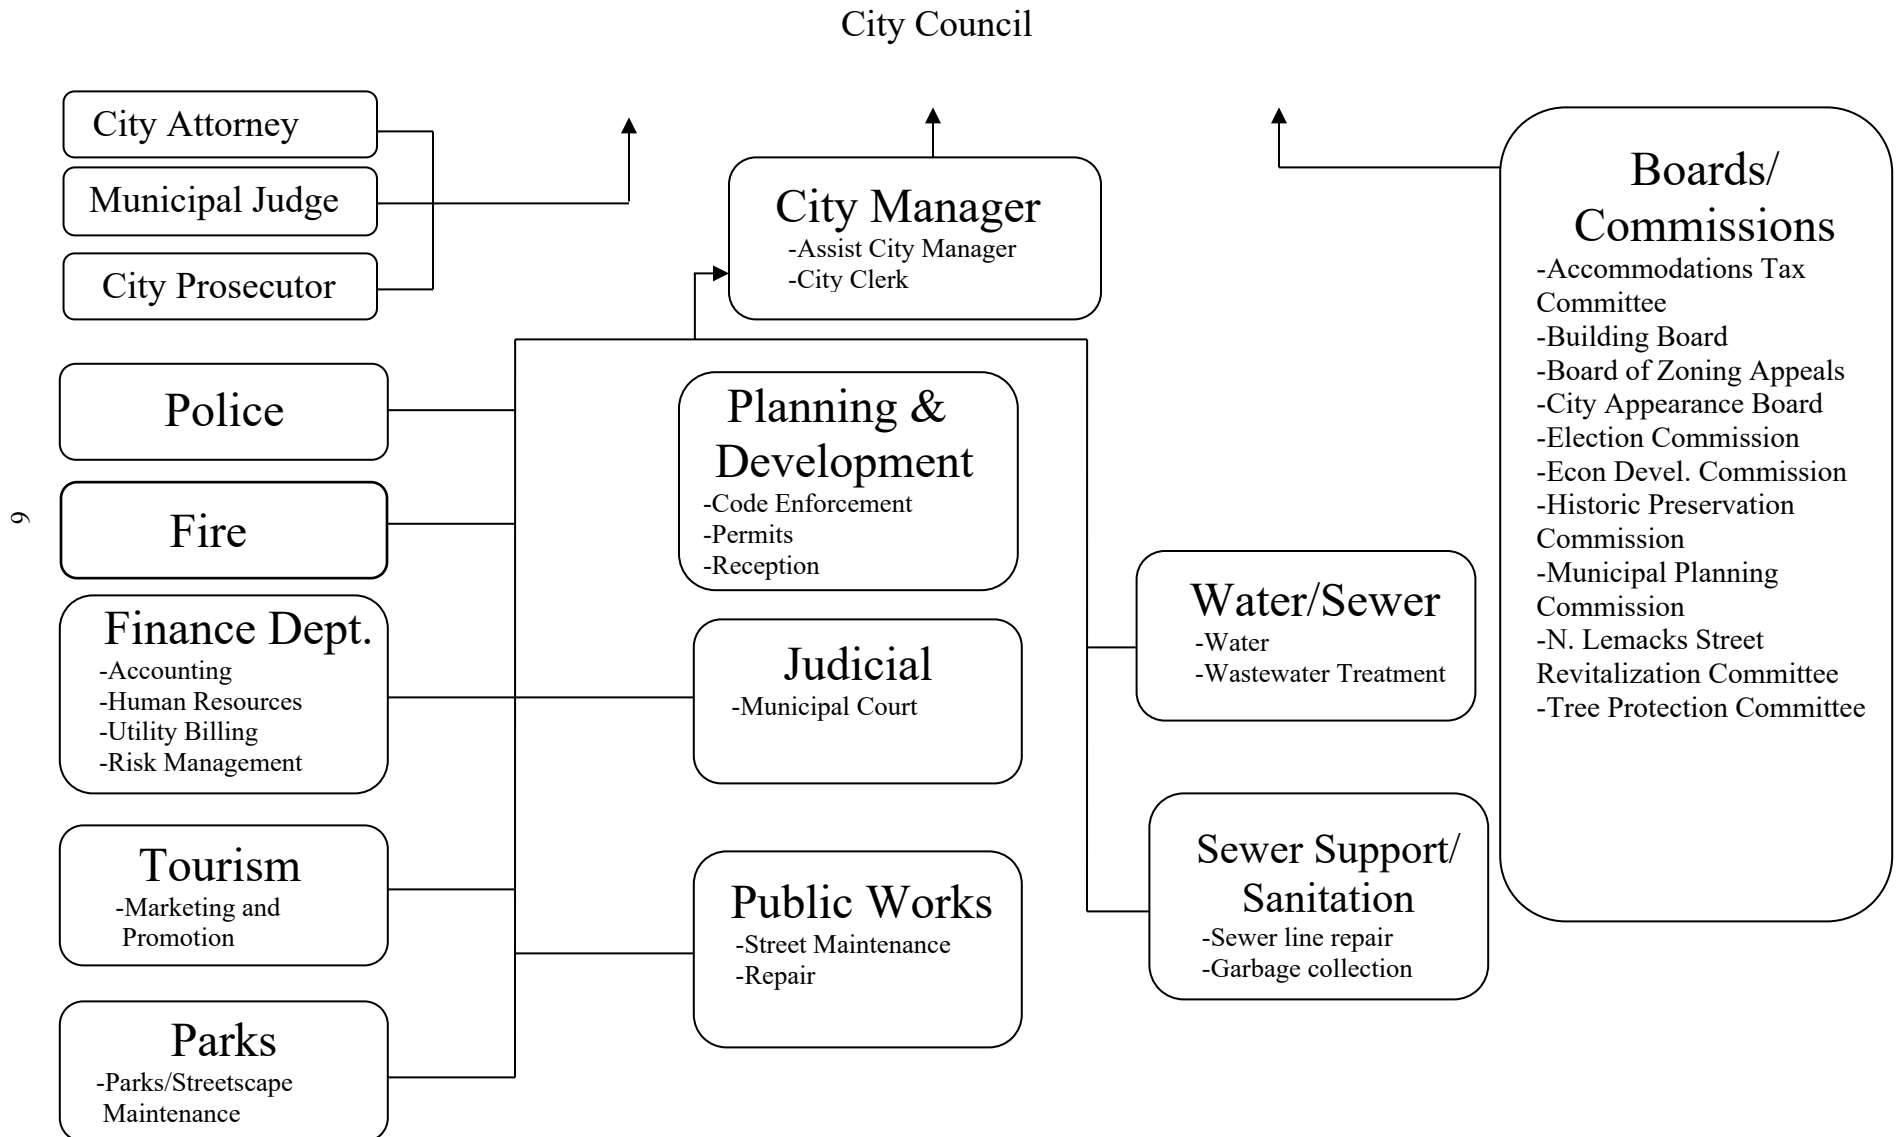 City Council
City Attorney
Municipal Judge
City Prosecutor
City Manager
-Assist City Manager
-City Clerk
Boards/
Commissions
-Accommodations Tax
Committee
-Building Board
-Board of Zoning Appeals
-City Appearance Board
-Election Commission
-Econ Devel. Commission
-Historic Preservation
Commission
-Municipal Planning
Commission
-N. Lemacks Street
Revitalization Committee
-Tree Protection Committee
Police
Fire
Finance Dept.
-Accounting
-Human Resources
-Utility Billing
-Risk Management
Tourism
-Marketing and
Promotion
Parks
-Parks/Streetscape
Maintenance
Planning &
Development
-Code Enforcement
-Permits
-Reception
Judicial
-Municipal Court
Public Works
-Street Maintenance
-Repair
Water/Sewer
-Water
-Wastewater Treatment
Sewer Support/
Sanitation
-Sewer line repair
-Garbage collection
9